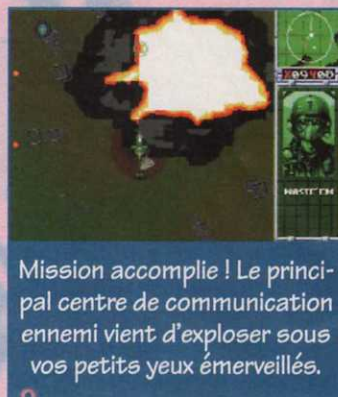 Mission accomplie ! Le princi-
pal centre de communication
ennemi vient d'exploser sous
vos petits yeux émerveillés.